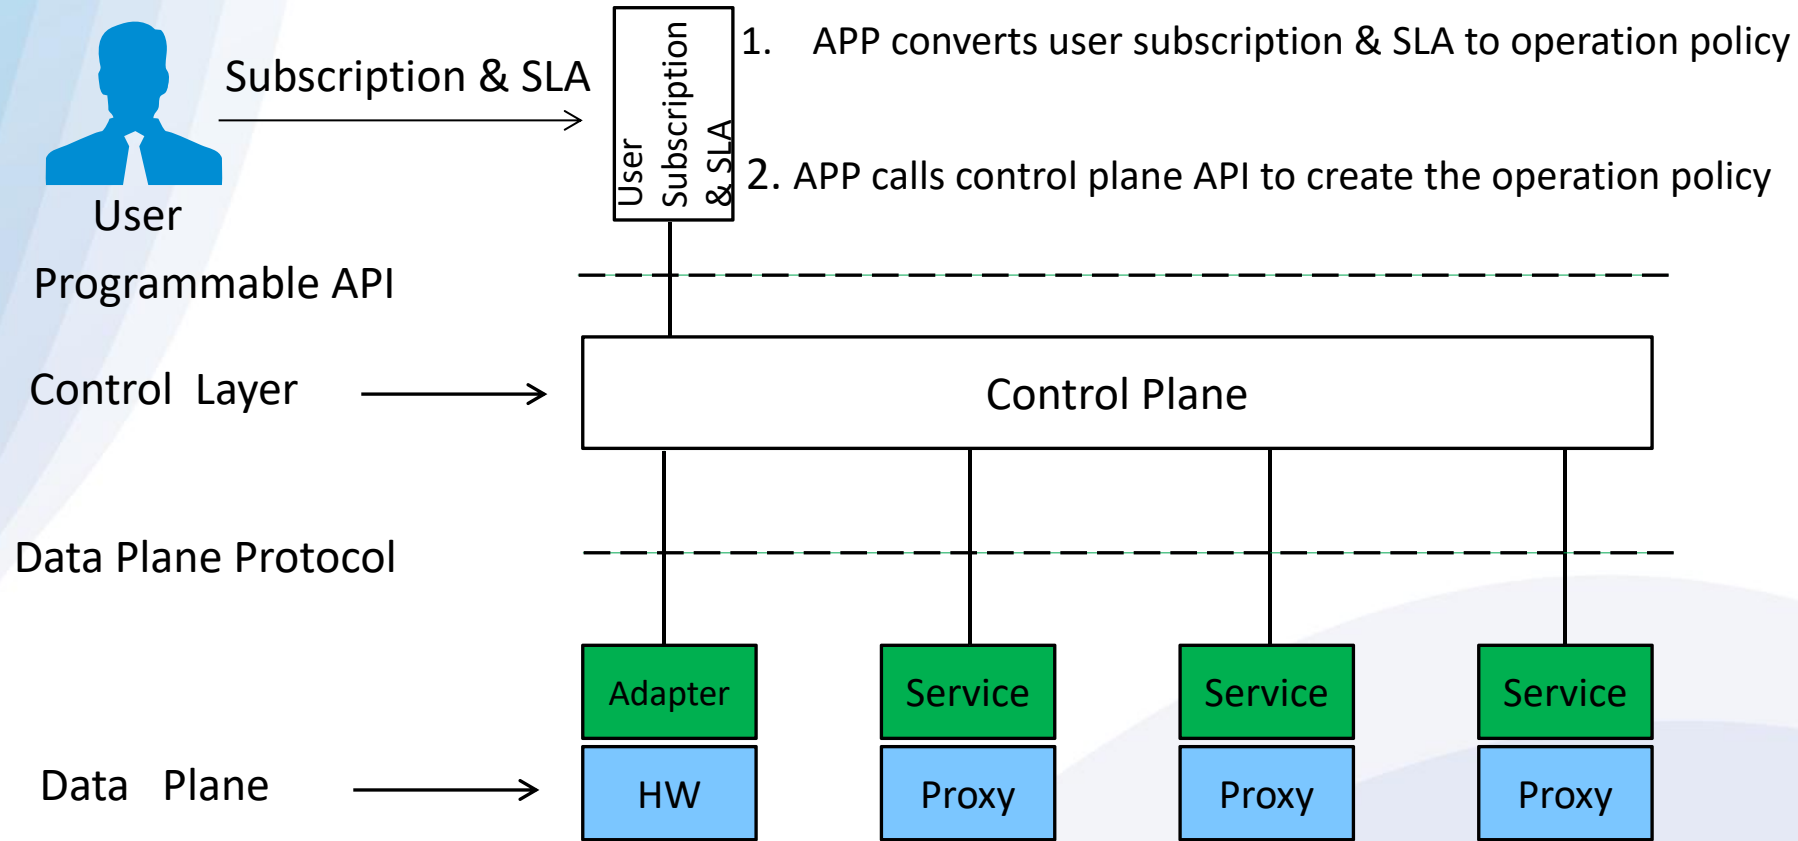 Subscription & SLA
User
User
Subscription
& SLA
1. APP converts user subscription & SLA to operation policy
2. APP calls control plane API to create the operation policy
Programmable API
Control Layer
Control Plane
Data Plane Protocol
Adapter
Service
Service
Service
Data Plane
HW
Proxy
Proxy
Proxy